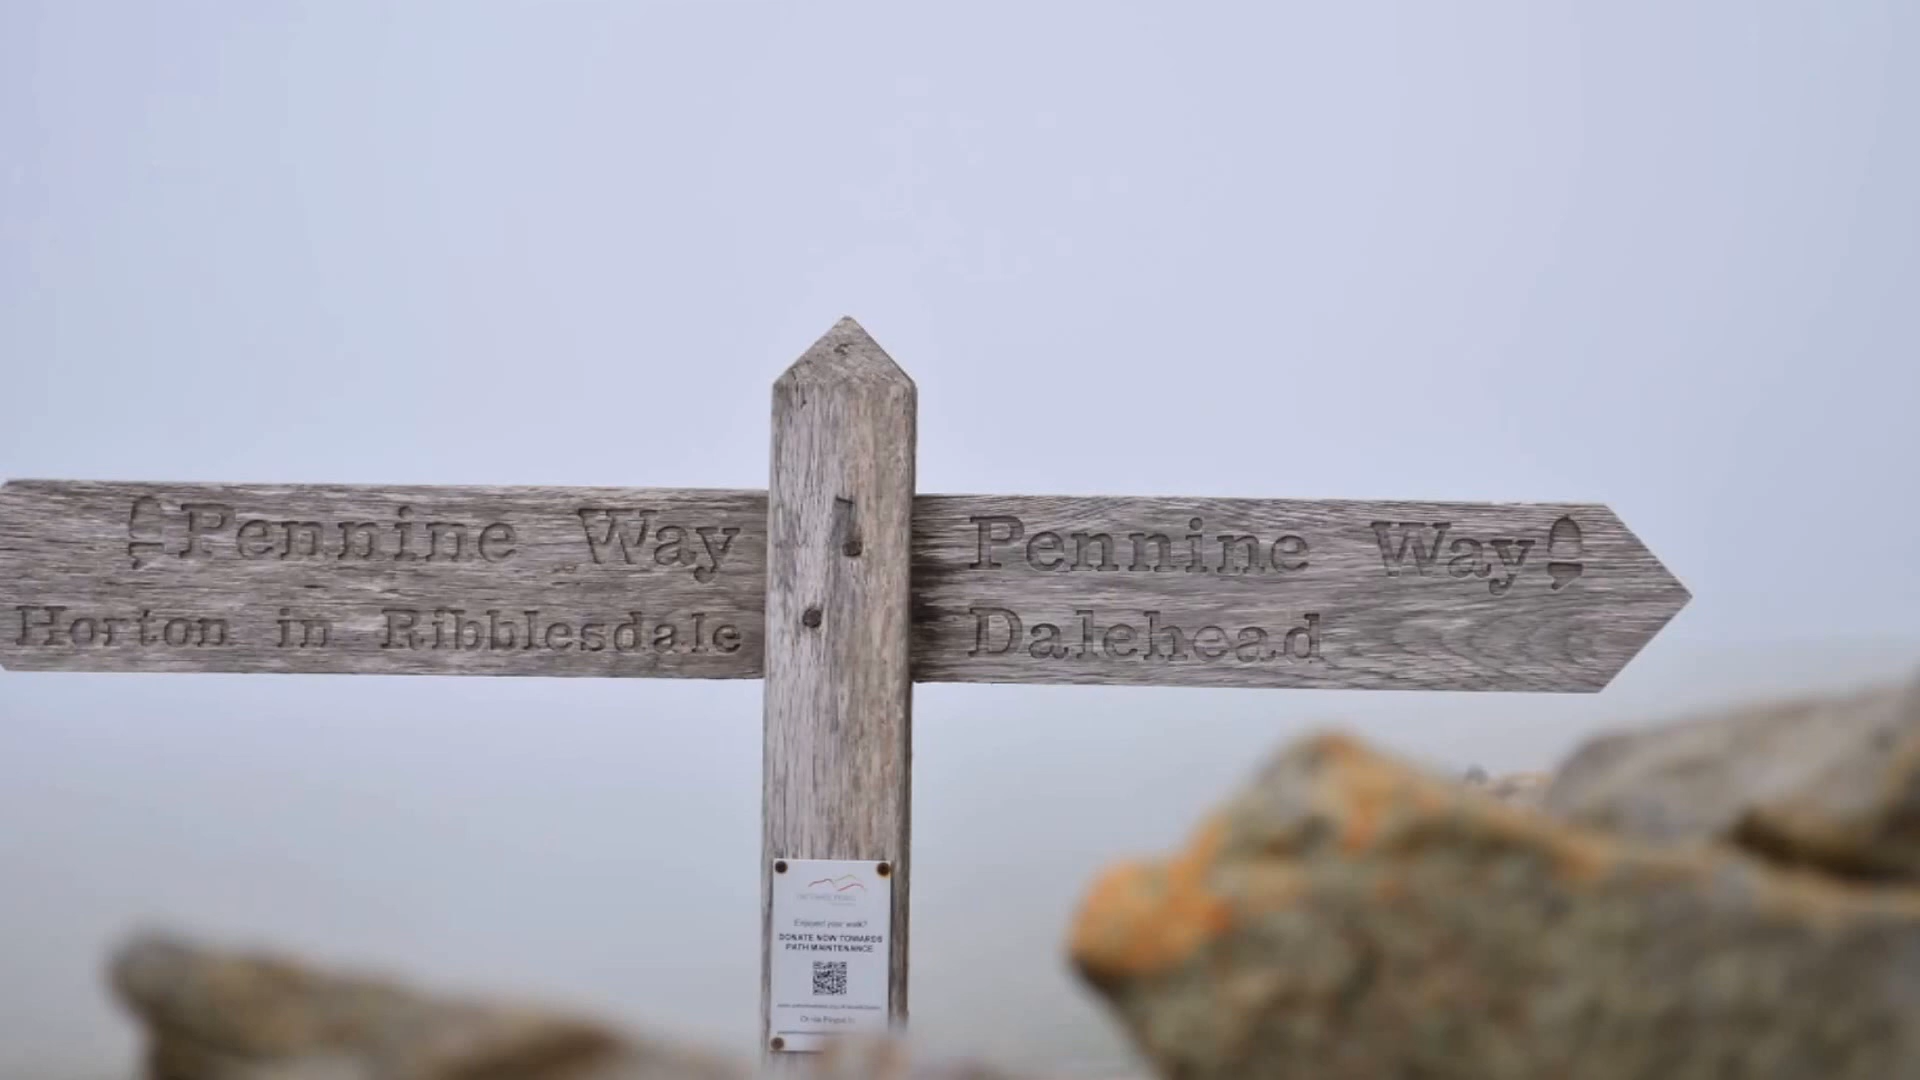 Pennine Way
Horton in Ribblesdale
Pennine Way
Dalehead
Enjoyed your walk?
DONATE NOW TOWARDS
PATH MAINTENANCE